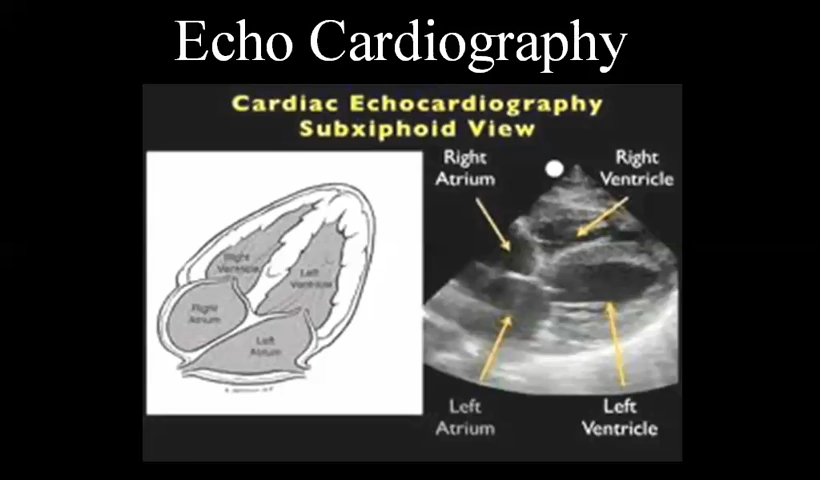 Echo Cardiography
Cardiac Echocardiography
Subxiphoid View
Right
Atrium
Right
Ventricle
Right
Ventricle
Left
Ventricle
Right
Atrium
Left
Atrium
Left
Atrium
Left
Ventricle